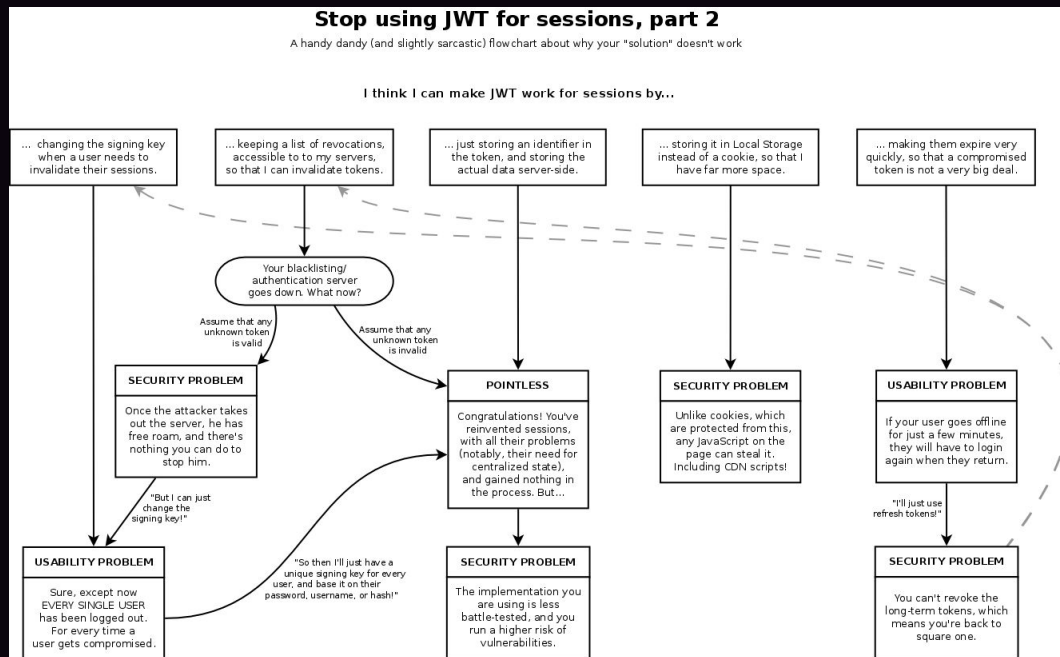 Stop using JWT for sessions, part 2
A handy dandy (and slightly sarcastic) flowchart about why your "solution" doesn't work
I think I can make JWT work for sessions by...
... changing the signing key
when a user needs to
invalidate their sessions.
... keeping a list of revocations,
accessible to to my servers,
so that I can invalidate tokens.
... just storing an identifier in
the token, and storing the
actual data server-side.
... storing it in Local Storage
instead of a cookie, so that I
have far more space.
... making them expire very
quickly, so that a compromised
token is not a very big deal.
Your blacklisting/
authentication server
goes down. What now?
Assume that any
unknown token
is valid
Assume that any
unknown token
is invalid
SECURITY PROBLEM
Once the attacker takes
out the server, he has
free roam, and there's
nothing you can do to
stop him.
POINTLESS
Congratulations! You've
reinvented sessions,
with all their problems
(notably, their need for
centralized state),
and gained nothing in
the process. But...
SECURITY PROBLEM
Unlike cookies, which
are protected from this,
any JavaScript on the
page can steal it.
Including CDN scripts!
USABILITY PROBLEM
If your user goes offline
for just a few minutes,
they will have to login
again when they return.
"But I can just
change the
signing key!"
"I'll just use
refresh tokens!"
USABILITY PROBLEM
Sure, except now
EVERY SINGLE USER
has been logged out.
For every time a
user gets compromised.
"So then I'll just have a
unique signing key for every
user, and base it on their
password, username, or hash!"
SECURITY PROBLEM
The implementation you
are using is less
battle-tested, and you
run a higher risk of
vulnerabilities.
SECURITY PROBLEM
You can't revoke the
long-term tokens, which
means you're back to
square one.